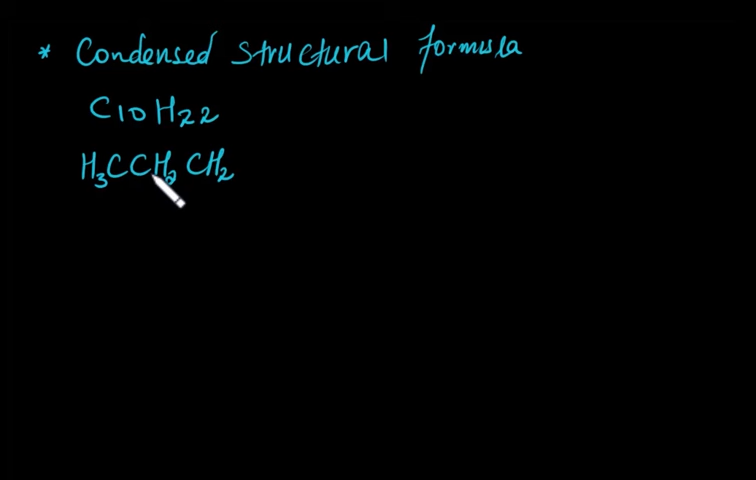 * Condensed structural formula
C10H22
H₃CCH₂CH₂